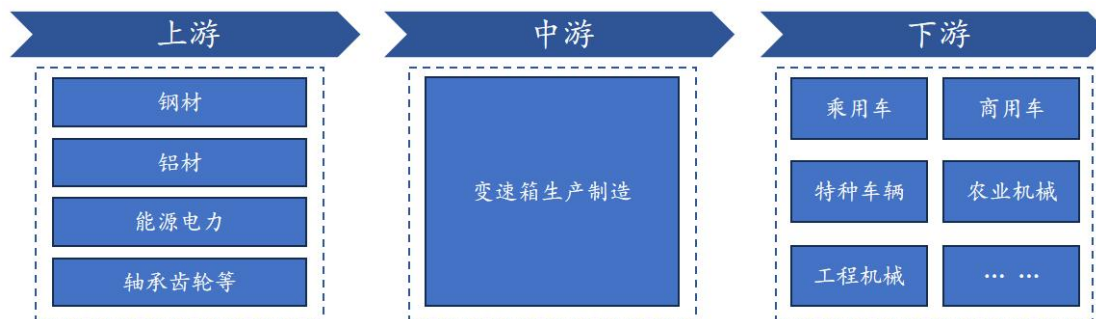 上游
钢材
铝材
能源电力
轴承齿轮等
中游
变速箱生产制造
下游
乘用车
商用车
特种车辆
农业机械
工程机械
… …